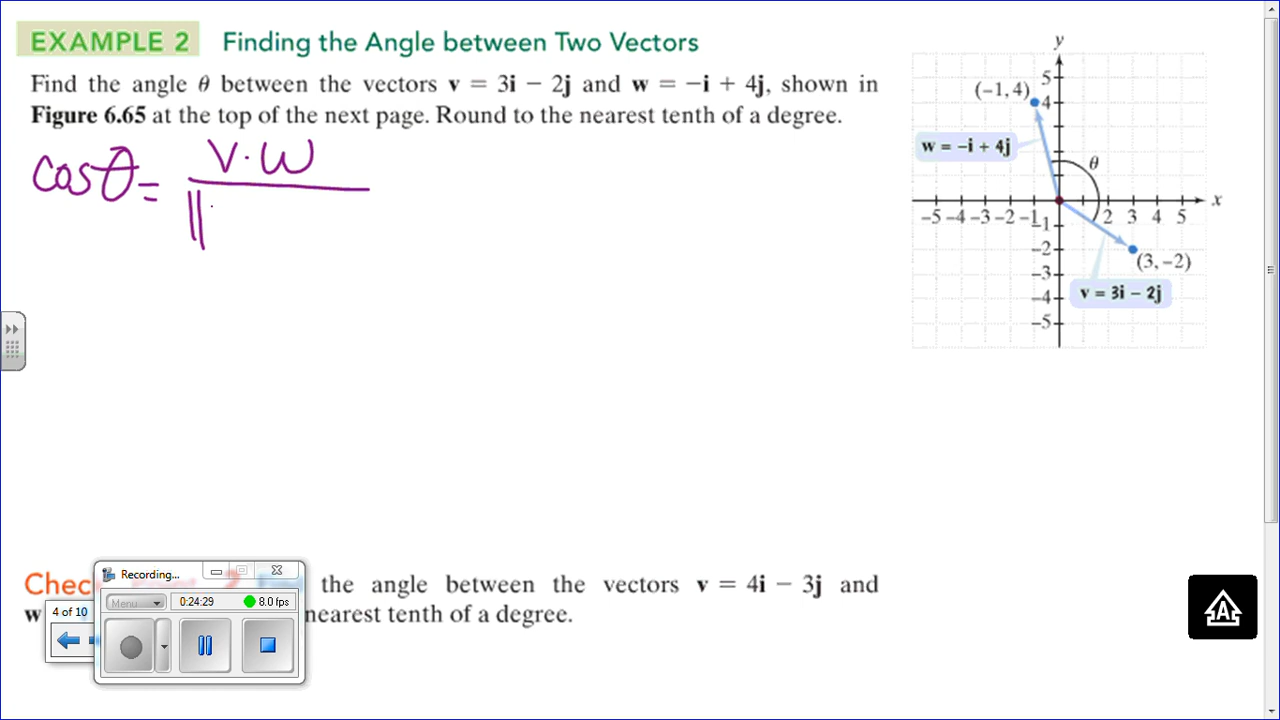 EXAMPLE 2 Finding the Angle between Two Vectors
Find the angle θ between the vectors v = 3i − 2j and w = −i + 4j, shown in
Figure 6.65 at the top of the next page. Round to the nearest tenth of a degree.
cosθ = v·w
||
y
5
(−1, 4) 4
w = −i + 4j
θ
−5 −4 −3 −2 −1 2 3 4 5 x
−1
−2
(3, −2)
−3
v = 3i − 2j
−4
−5
Chec the angle between the vectors v = 4i − 3j and
w nearest tenth of a degree.
Recording...
Menu 0:24:29 8.0 fps
4 of 10
A